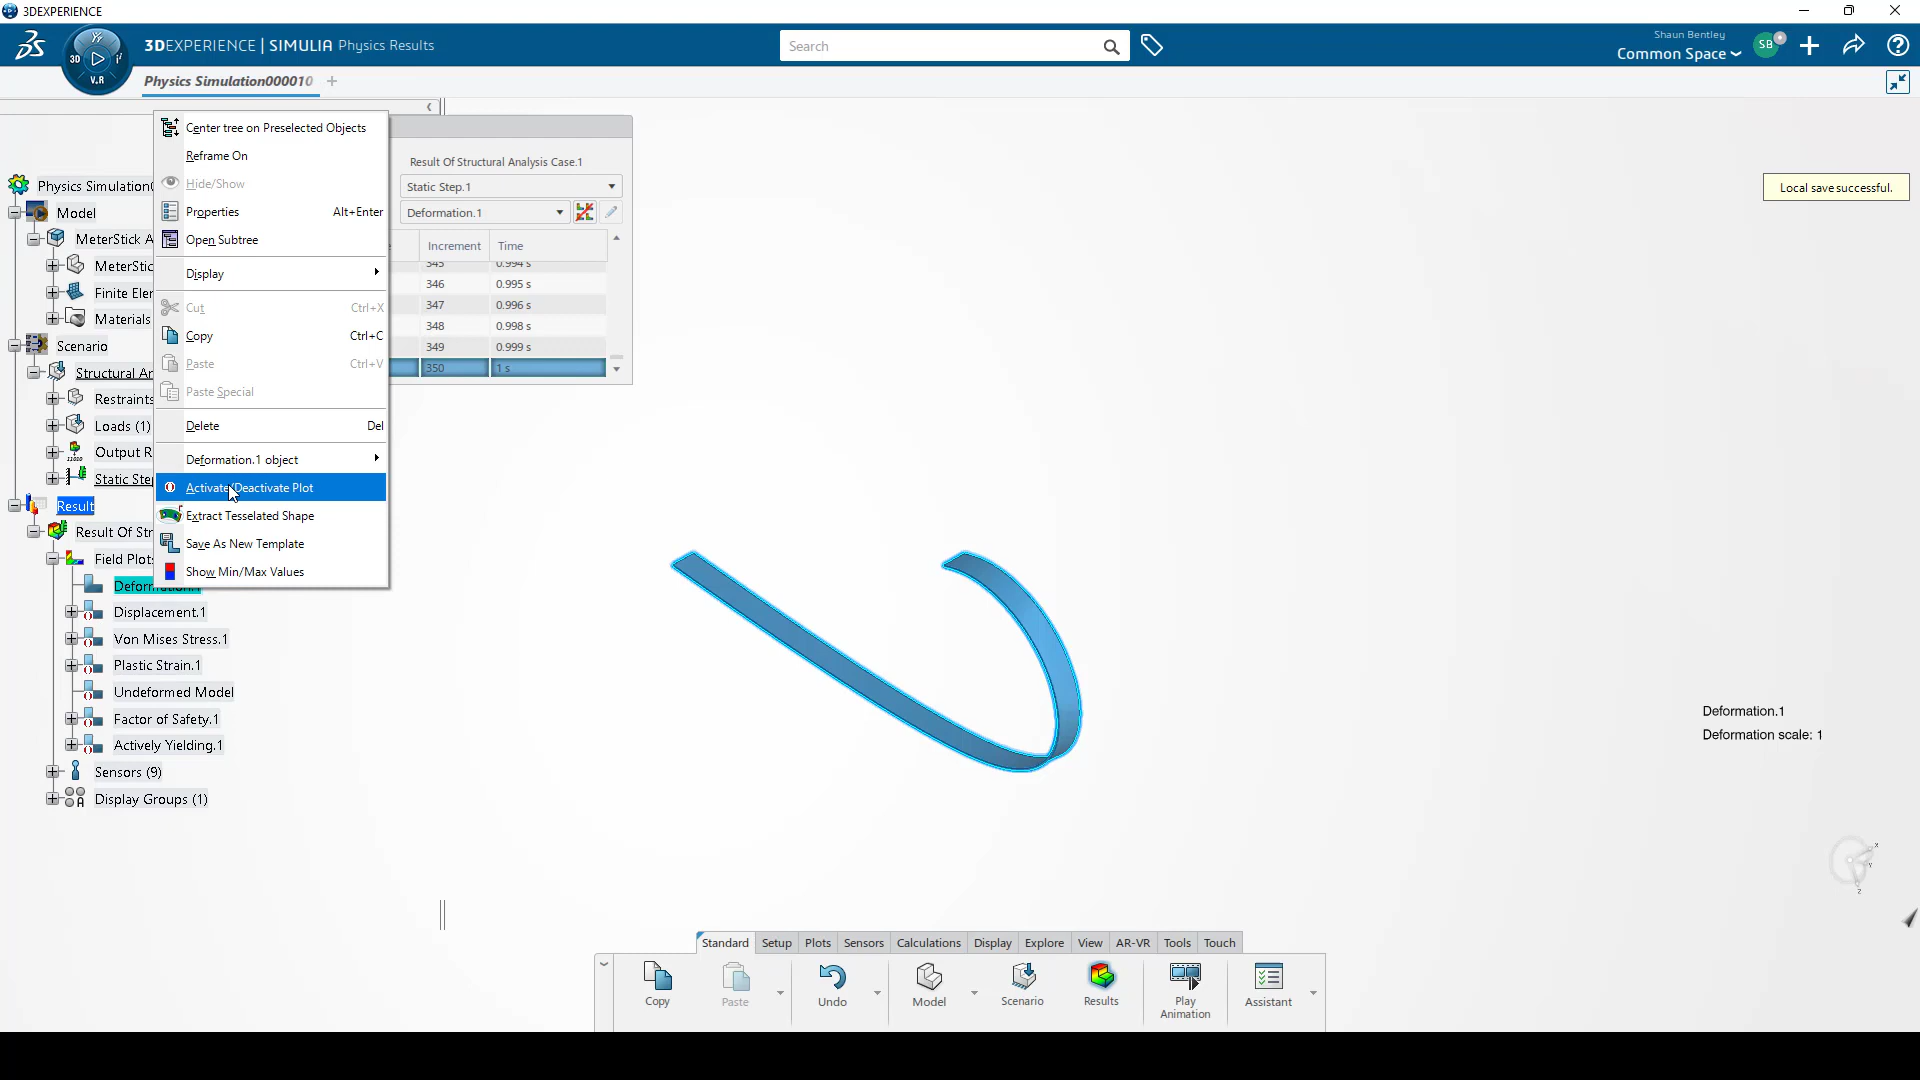 3DEXPERIENCE
3DEXPERIENCE | SIMULIA Physics Results
Search
Shaun Bentley
Common Space
SB
3D
V.R
Physics Simulation000010
Local save successful.
Center tree on Preselected Objects
Reframe On
Hide/Show
Properties Alt+Enter
Open Subtree
Display
Cut Ctrl+X
Copy Ctrl+C
Paste Ctrl+V
Paste Special
Delete Del
Deformation.1 object
Activate/Deactivate Plot
Extract Tesselated Shape
Save As New Template
Show Min/Max Values
Result Of Structural Analysis Case.1
Static Step.1
Deformation.1
Increment Time
345 0.994 s
346 0.995 s
347 0.996 s
348 0.998 s
349 0.999 s
350 1 s
Physics Simulation
Model
MeterStick A
MeterStic
Finite Eler
Materials
Scenario
Structural An
Restraints
Loads (1)
Output R
Static Step
Result
Result Of Str
Field Plots
Displacement.1
Von Mises Stress.1
Plastic Strain.1
Undeformed Model
Factor of Safety.1
Actively Yielding.1
Sensors (9)
Display Groups (1)
Deformation.1
Deformation scale: 1
X
Y
Z
Standard Setup Plots Sensors Calculations Display Explore View AR-VR Tools Touch
Copy
Paste
Undo
Model
Scenario
Results
Play Animation
Assistant